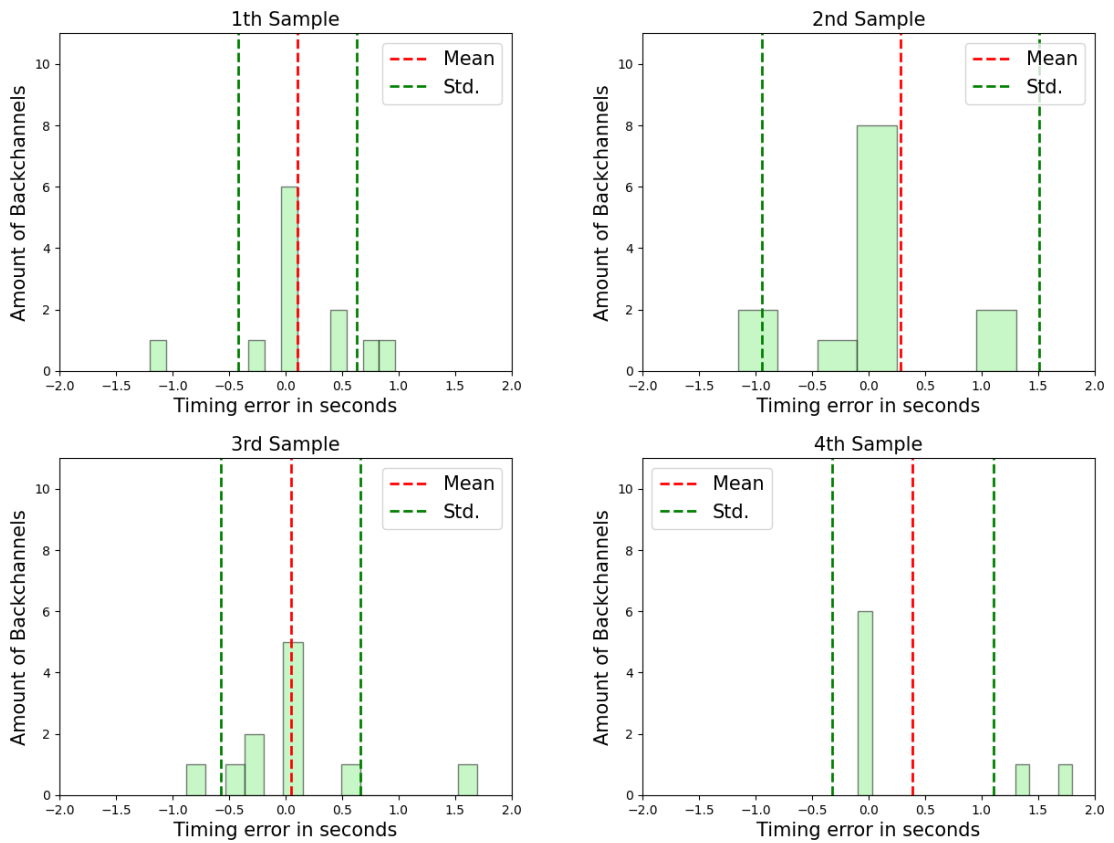 1th Sample
Amount of Backchannels
10
8
6
4
2
0
Mean
Std.
−2.0 −1.5 −1.0 −0.5 0.0 0.5 1.0 1.5 2.0
Timing error in seconds
2nd Sample
Amount of Backchannels
10
8
6
4
2
0
Mean
Std.
−2.0 −1.5 −1.0 −0.5 0.0 0.5 1.0 1.5 2.0
Timing error in seconds
3rd Sample
Amount of Backchannels
10
8
6
4
2
0
Mean
Std.
−2.0 −1.5 −1.0 −0.5 0.0 0.5 1.0 1.5 2.0
Timing error in seconds
4th Sample
Amount of Backchannels
10
8
6
4
2
0
Mean
Std.
−2.0 −1.5 −1.0 −0.5 0.0 0.5 1.0 1.5 2.0
Timing error in seconds